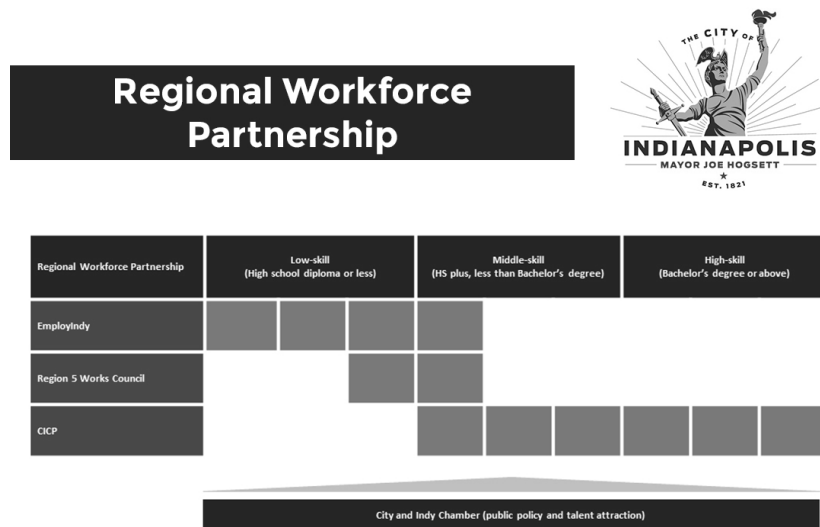 Regional Workforce
Partnership
THE CITY OF
INDIANAPOLIS
MAYOR JOE HOGSETT
EST. 1821
Regional Workforce Partnership
Low-skill
(High school diploma or less)
Middle-skill
(HS plus, less than Bachelor's degree)
High-skill
(Bachelor's degree or above)
EmployIndy
Region 5 Works Council
CICP
City and Indy Chamber (public policy and talent attraction)